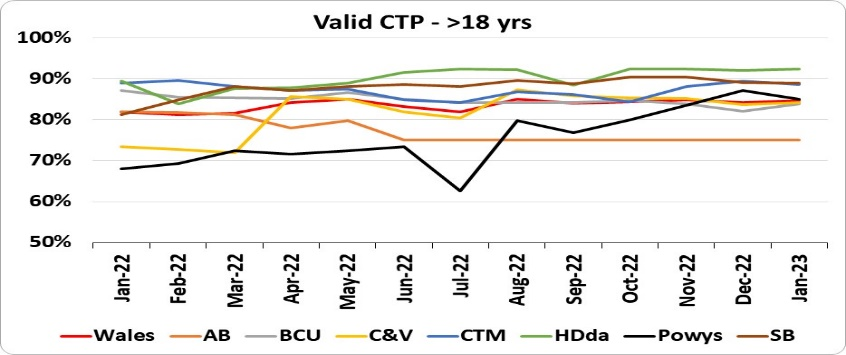 Valid CTP - >18 yrs
100%
90%
80%
70%
60%
50%
Jan-22 Feb-22 Mar-22 Apr-22 May-22 Jun-22 Jul-22 Aug-22 Sep-22 Oct-22 Nov-22 Dec-22 Jan-23
Wales AB BCU C&V CTM HDda Powys SB